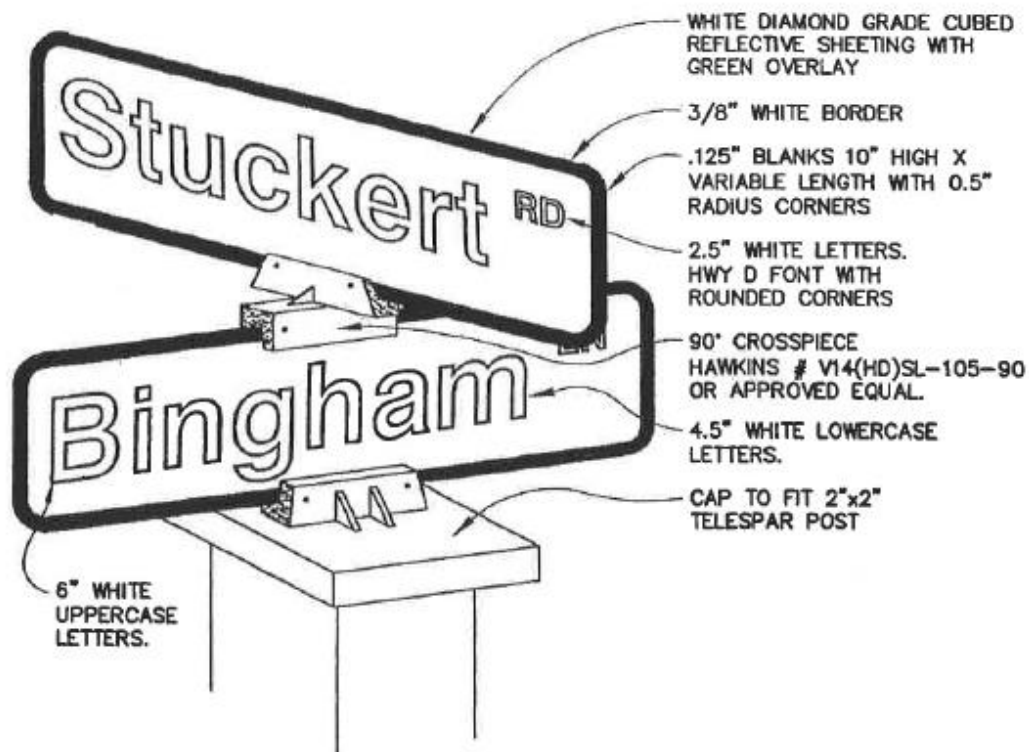 Stuckert RD
Bingham
WHITE DIAMOND GRADE CUBED
REFLECTIVE SHEETING WITH
GREEN OVERLAY
3/8" WHITE BORDER
.125" BLANKS 10" HIGH X
VARIABLE LENGTH WITH 0.5"
RADIUS CORNERS
2.5" WHITE LETTERS.
HWY D FONT WITH
ROUNDED CORNERS
90° CROSSPIECE
HAWKINS # V14(HD)SL-105-90
OR APPROVED EQUAL.
4.5" WHITE LOWERCASE
LETTERS.
CAP TO FIT 2"x2"
TELESPAR POST
6" WHITE
UPPERCASE
LETTERS.